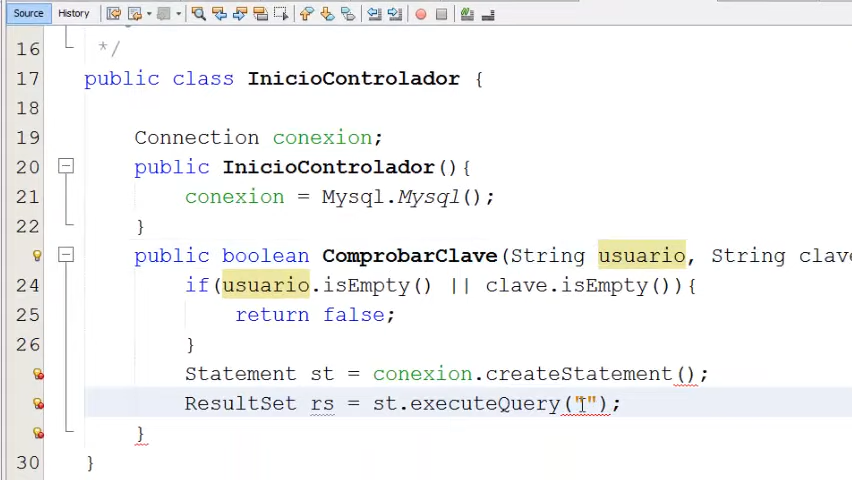 Source History
16 */
17 public class InicioControlador {
18
19 Connection conexion;
20 public InicioControlador(){
21 conexion = Mysql.Mysql();
22 }
public boolean ComprobarClave(String usuario, String clave
24 if(usuario.isEmpty() || clave.isEmpty()){
25 return false;
26 }
Statement st = conexion.createStatement();
ResultSet rs = st.executeQuery("");
}
30 }